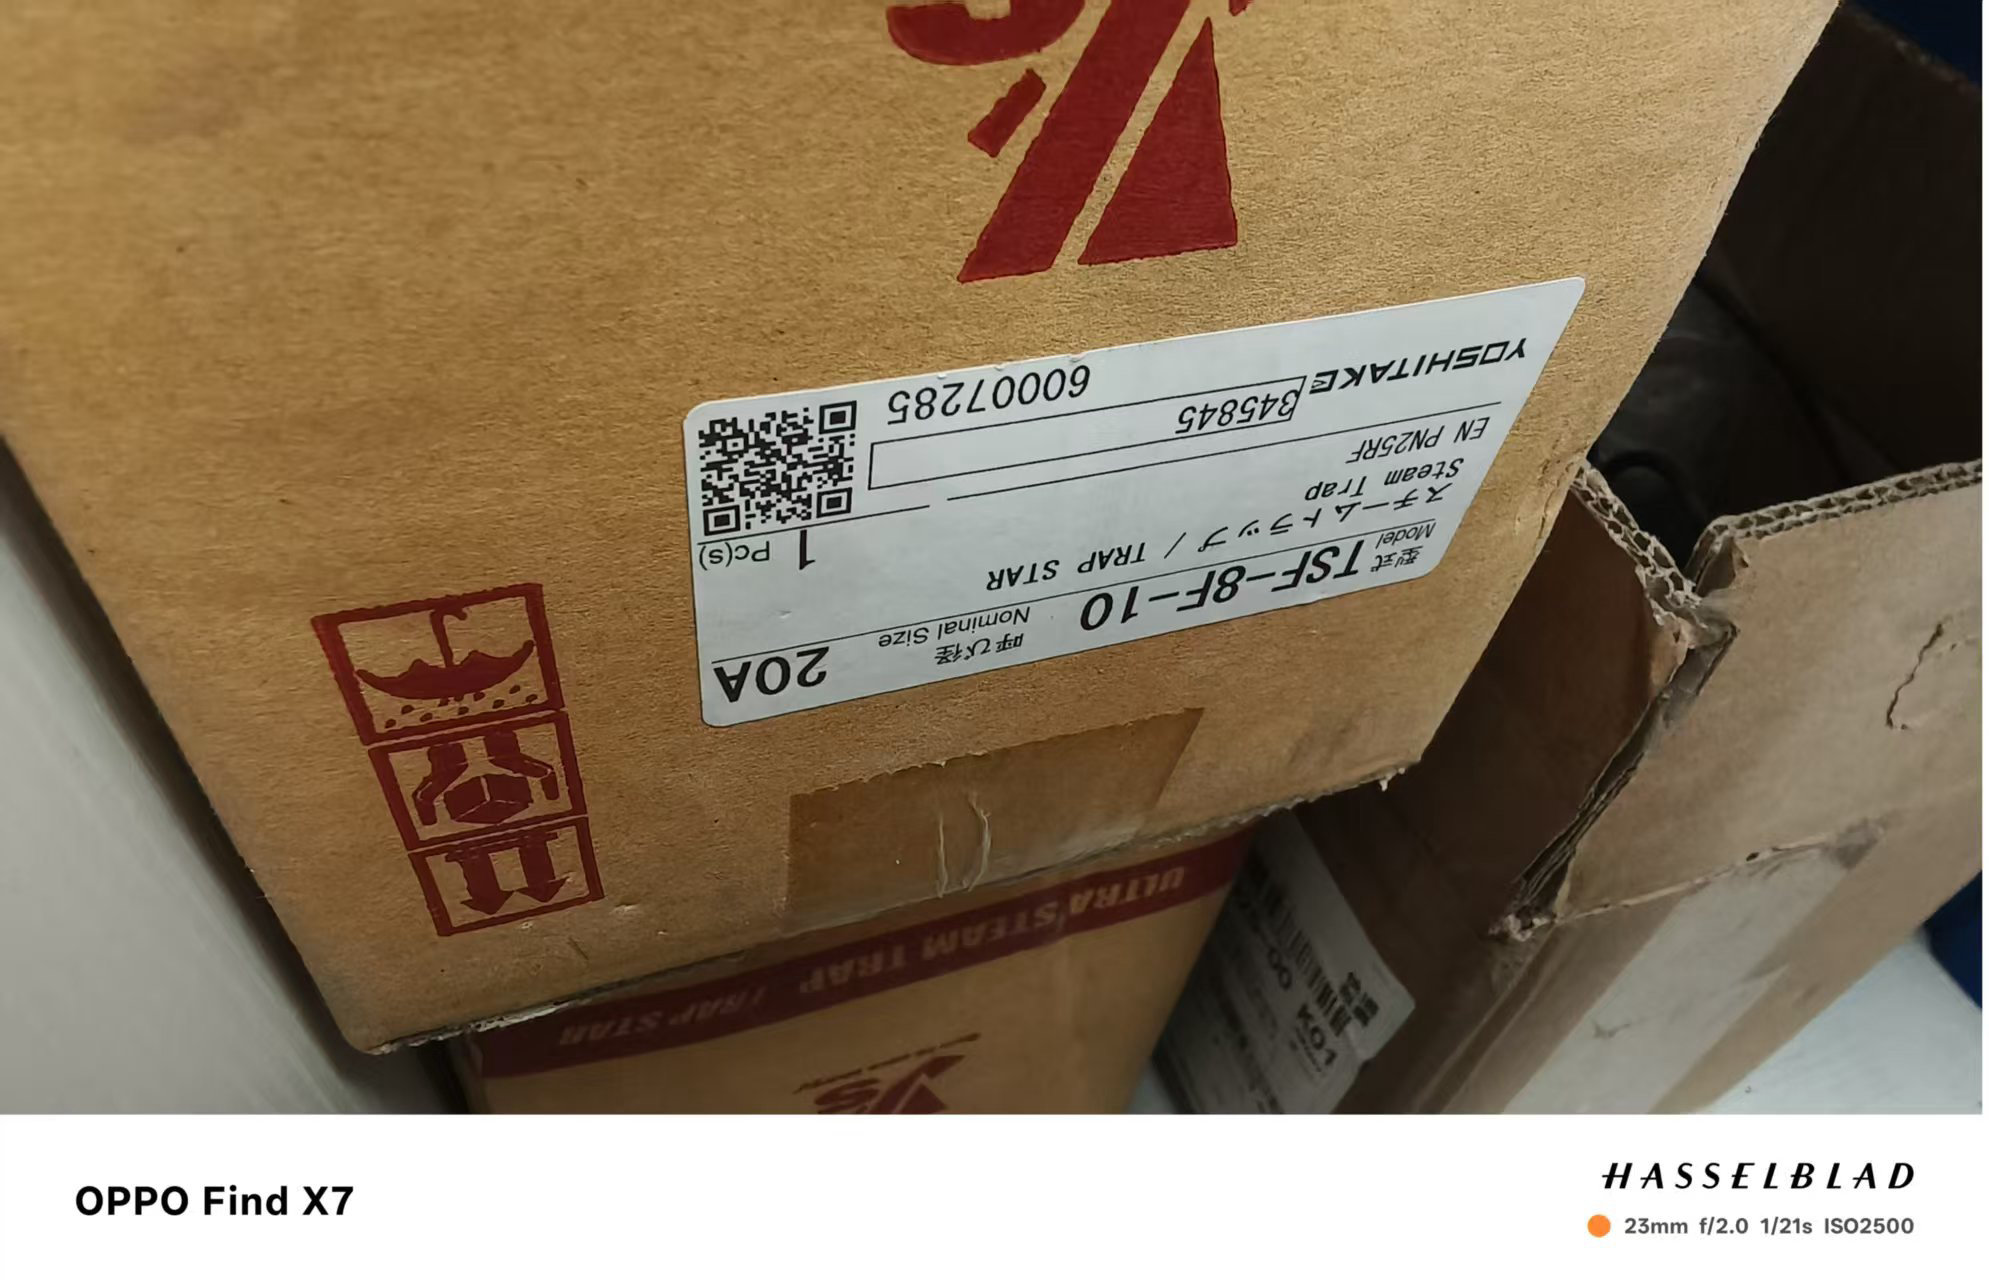 20A
呼び径
Nominal Size
TSF-8F-10
型式
Model
1 Pc(s)
スチームトラップ / TRAP STAR
Steam Trap
EN PN25RF
345845
60007285
YOSHITAKE
ULTRA STEAM TRAP TRAP STAR
K01
OPPO Find X7
HASSELBLAD
23mm f/2.0 1/21s ISO2500